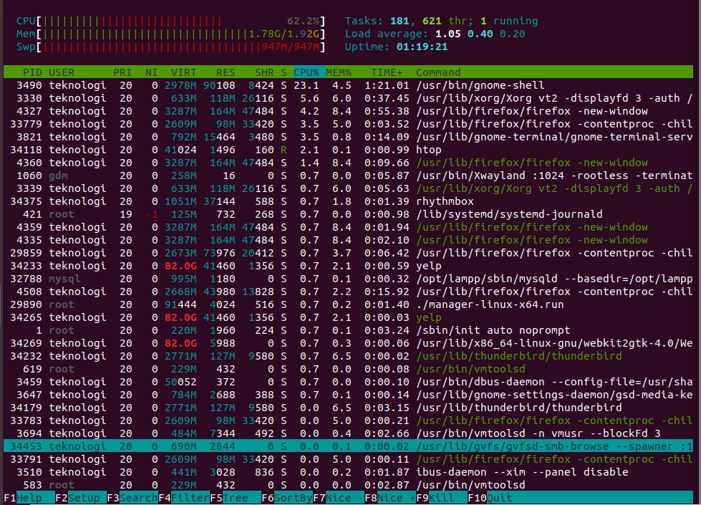 CPU[|||||||||||||||||||||||||||||||| 62.2%] Tasks: 181, 621 thr; 1 running
Mem[|||||||||||||||||||||||||||||||||||||1.78G/1.92G] Load average: 1.05 0.40 0.20
Swp[|||||||||||||||||||||||||||||||||||||||947M/947M] Uptime: 01:19:21
PID USER PRI NI VIRT RES SHR S CPU% MEM% TIME+ Command
3490 teknologi 20 0 2978M 90108 8424 S 23.1 4.5 1:21.01 /usr/bin/gnome-shell
3330 teknologi 20 0 633M 118M 26116 S 5.6 6.0 0:37.45 /usr/lib/xorg/Xorg vt2 -displayfd 3 -auth /
4327 teknologi 20 0 3287M 164M 47484 S 4.2 8.4 0:55.38 /usr/lib/firefox/firefox -new-window
33779 teknologi 20 0 2609M 98M 33420 S 3.5 5.0 0:03.52 /usr/lib/firefox/firefox -contentproc -chil
3821 teknologi 20 0 792M 15464 3480 S 3.5 0.8 0:14.09 /usr/lib/gnome-terminal/gnome-terminal-serv
34118 teknologi 20 0 41024 1496 160 R 2.1 0.1 0:00.99 htop
4360 teknologi 20 0 3287M 164M 47484 S 1.4 8.4 0:09.66 /usr/lib/firefox/firefox -new-window
1060 gdm 20 0 258M 16 0 S 0.7 0.0 0:05.87 /usr/bin/Xwayland :1024 -rootless -terminat
3339 teknologi 20 0 633M 118M 26116 S 0.7 6.0 0:05.63 /usr/lib/xorg/Xorg vt2 -displayfd 3 -auth /
34375 teknologi 20 0 1051M 37144 588 S 0.7 1.8 0:01.39 rhythmbox
421 root 19 -1 125M 732 268 S 0.7 0.0 0:00.98 /lib/systemd/systemd-journald
4359 teknologi 20 0 3287M 164M 47484 S 0.7 8.4 0:01.94 /usr/lib/firefox/firefox -new-window
4335 teknologi 20 0 3287M 164M 47484 S 0.7 8.4 0:02.10 /usr/lib/firefox/firefox -new-window
29859 teknologi 20 0 2673M 73976 20412 S 0.7 3.7 0:06.42 /usr/lib/firefox/firefox -contentproc -chil
34233 teknologi 20 0 82.0G 41460 1356 S 0.7 2.1 0:00.59 yelp
32788 mysql 20 0 995M 1180 0 S 0.7 0.1 0:00.32 /opt/lampp/sbin/mysqld --basedir=/opt/lampp
4508 teknologi 20 0 2668M 43980 13828 S 0.7 2.2 0:15.92 /usr/lib/firefox/firefox -contentproc -chil
29890 root 20 0 91444 4024 516 S 0.7 0.2 0:01.40 ./manager-linux-x64.run
34265 teknologi 20 0 82.0G 41460 1356 S 0.7 2.1 0:00.03 yelp
1 root 20 0 220M 1960 224 S 0.7 0.1 0:03.24 /sbin/init auto noprompt
34269 teknologi 20 0 82.0G 5988 0 S 0.7 0.3 0:00.06 /usr/lib/x86_64-linux-gnu/webkit2gtk-4.0/We
34232 teknologi 20 0 2771M 127M 9580 S 0.7 6.5 0:00.02 /usr/lib/thunderbird/thunderbird
619 root 20 0 229M 432 0 S 0.7 0.0 0:00.08 /usr/bin/vmtoolsd
3459 teknologi 20 0 50052 372 0 S 0.7 0.0 0:00.10 /usr/bin/dbus-daemon --config-file=/usr/sha
3647 teknologi 20 0 784M 2688 388 S 0.7 0.1 0:00.14 /usr/lib/gnome-settings-daemon/gsd-media-ke
34179 teknologi 20 0 2771M 127M 9580 S 0.0 6.5 0:03.15 /usr/lib/thunderbird/thunderbird
33783 teknologi 20 0 2609M 98M 33420 S 0.0 5.0 0:00.21 /usr/lib/firefox/firefox -contentproc -chil
3694 teknologi 20 0 484M 7344 492 S 0.0 0.4 0:02.66 /usr/bin/vmtoolsd -n vmusr --blockFd 3
34453 teknologi 20 0 690M 2844 0 S 0.0 0.1 0:00.02 /usr/lib/gvfs/gvfsd-smb-browse --spawner :1
33791 teknologi 20 0 2609M 98M 33420 S 0.0 5.0 0:00.11 /usr/lib/firefox/firefox -contentproc -chil
3510 teknologi 20 0 441M 3028 836 S 0.0 0.2 0:01.87 ibus-daemon --xim --panel disable
583 root 20 0 229M 432 0 S 0.0 0.0 0:02.87 /usr/bin/vmtoolsd
F1Help F2Setup F3SearchF4FilterF5Tree F6SortByF7Nice -F8Nice +F9Kill F10Quit